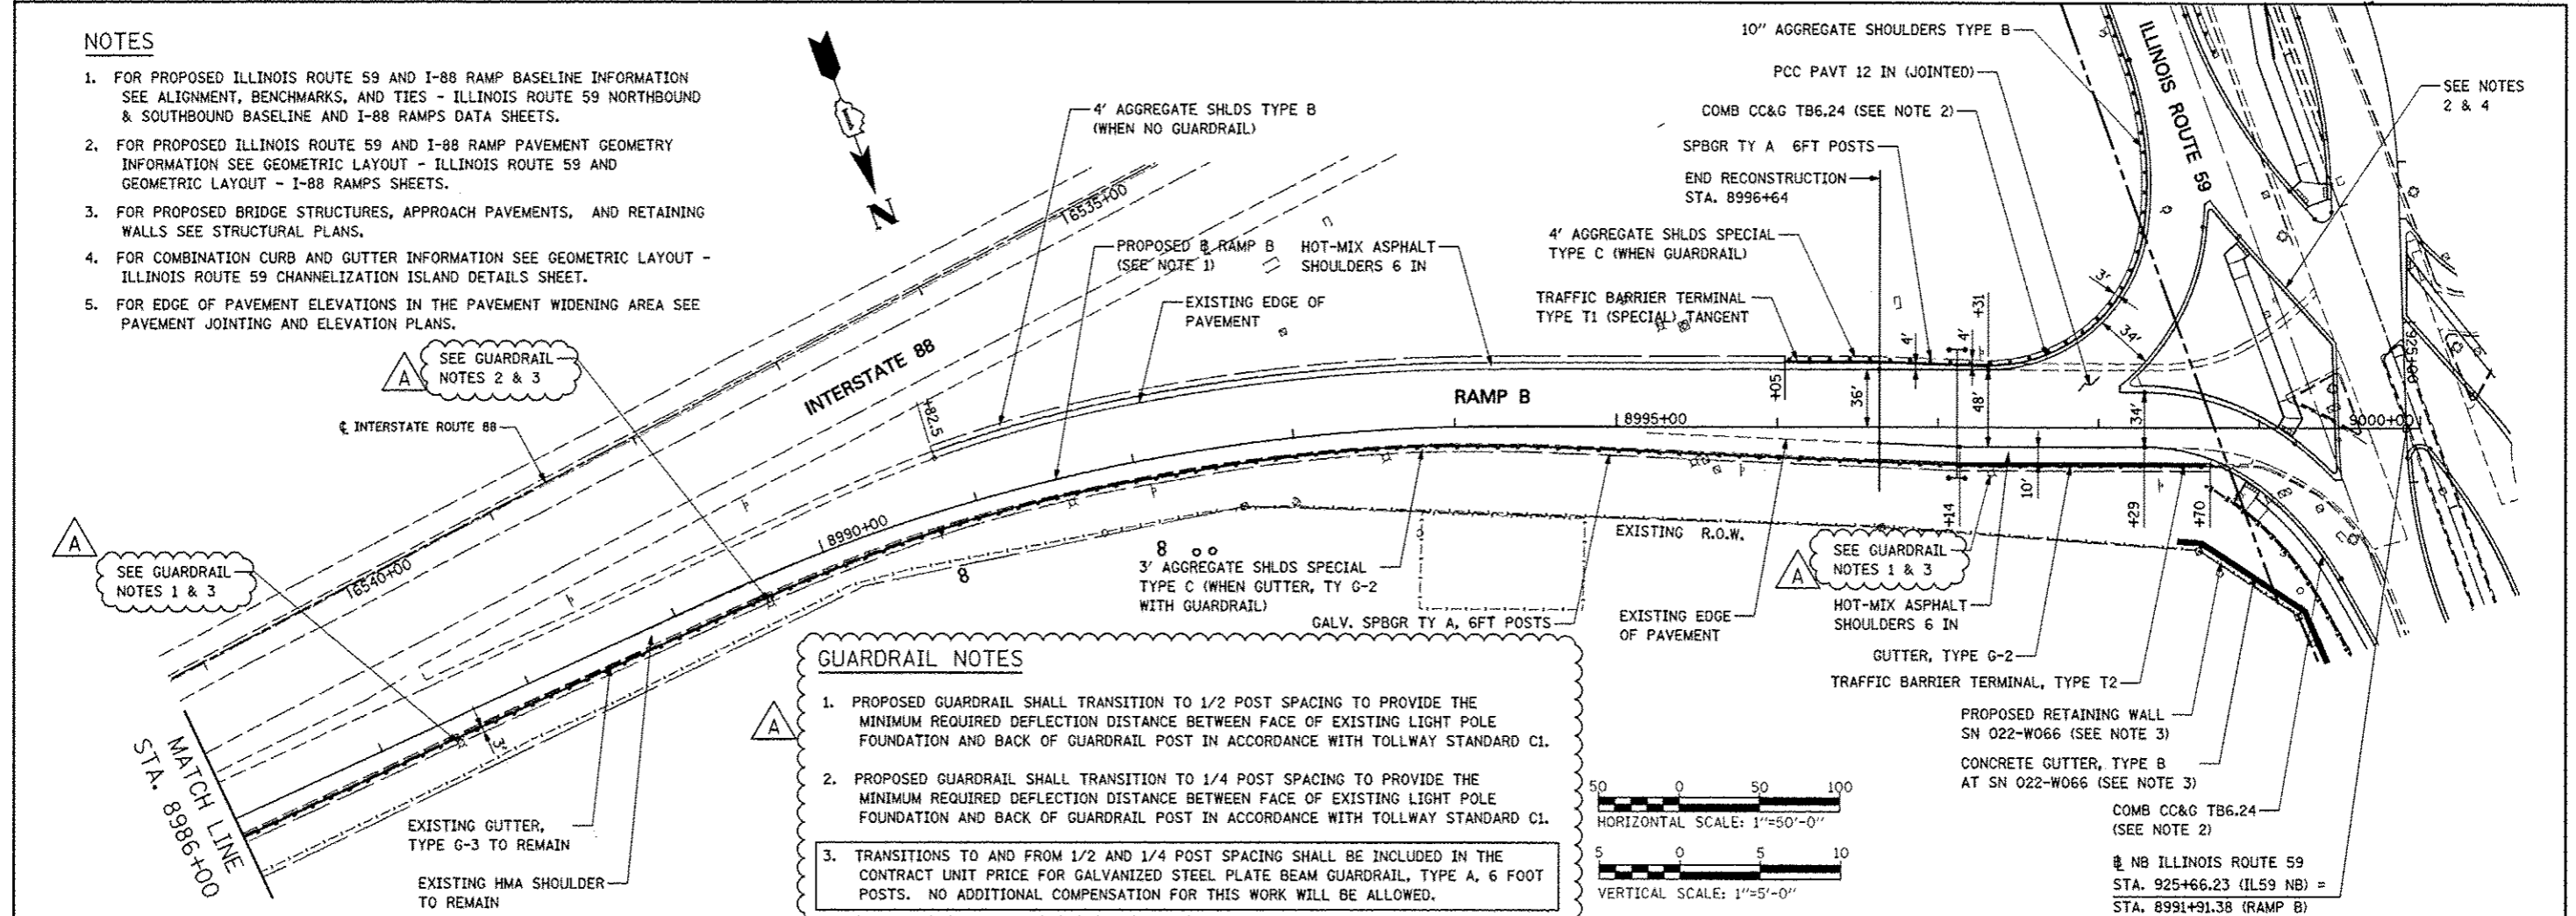 NOTES
1. FOR PROPOSED ILLINOIS ROUTE 59 AND I-88 RAMP BASELINE INFORMATION
SEE ALIGNMENT, BENCHMARKS, AND TIES - ILLINOIS ROUTE 59 NORTHBOUND
& SOUTHBOUND BASELINE AND I-88 RAMPS DATA SHEETS.
2. FOR PROPOSED ILLINOIS ROUTE 59 AND I-88 RAMP PAVEMENT GEOMETRY
INFORMATION SEE GEOMETRIC LAYOUT - ILLINOIS ROUTE 59 AND
GEOMETRIC LAYOUT - I-88 RAMPS SHEETS.
3. FOR PROPOSED BRIDGE STRUCTURES, APPROACH PAVEMENTS, AND RETAINING
WALLS SEE STRUCTURAL PLANS.
4. FOR COMBINATION CURB AND GUTTER INFORMATION SEE GEOMETRIC LAYOUT -
ILLINOIS ROUTE 59 CHANNELIZATION ISLAND DETAILS SHEET.
5. FOR EDGE OF PAVEMENT ELEVATIONS IN THE PAVEMENT WIDENING AREA SEE
PAVEMENT JOINTING AND ELEVATION PLANS.
N
4' AGGREGATE SHLDS TYPE B
(WHEN NO GUARDRAIL)
16535+00
PROPOSED ℄ RAMP B
(SEE NOTE 1)
HOT-MIX ASPHALT
SHOULDERS 6 IN
EXISTING EDGE OF
PAVEMENT
10" AGGREGATE SHOULDERS TYPE B
PCC PAVT 12 IN (JOINTED)
COMB CC&G TB6.24 (SEE NOTE 2)
SPBGR TY A 6FT POSTS
END RECONSTRUCTION
STA. 8996+64
4' AGGREGATE SHLDS SPECIAL
TYPE C (WHEN GUARDRAIL)
TRAFFIC BARRIER TERMINAL
TYPE T1 (SPECIAL) TANGENT
ILLINOIS ROUTE 59
SEE NOTES
2 & 4
A
SEE GUARDRAIL
NOTES 2 & 3
INTERSTATE 88
℄ INTERSTATE ROUTE 88
+82.5
RAMP B
+05
36'
4'
4'
+31
48'
3'
34'
34'
925+00
8995+00
9000+00
8990+00
A
SEE GUARDRAIL
NOTES 1 & 3
16540+00
8
8
3' AGGREGATE SHLDS SPECIAL
TYPE C (WHEN GUTTER, TY G-2
WITH GUARDRAIL)
GALV. SPBGR TY A, 6FT POSTS
EXISTING R.O.W.
EXISTING EDGE
OF PAVEMENT
+14
10'
+29
+70
A
SEE GUARDRAIL
NOTES 1 & 3
HOT-MIX ASPHALT
SHOULDERS 6 IN
GUTTER, TYPE G-2
TRAFFIC BARRIER TERMINAL, TYPE T2
PROPOSED RETAINING WALL
SN 022-W066 (SEE NOTE 3)
CONCRETE GUTTER, TYPE B
AT SN 022-W066 (SEE NOTE 3)
COMB CC&G TB6.24
(SEE NOTE 2)
℄ NB ILLINOIS ROUTE 59
STA. 925+66.23 (IL59 NB) =
STA. 8991+91.38 (RAMP B)
3'
MATCH LINE
STA. 8986+00
EXISTING GUTTER,
TYPE G-3 TO REMAIN
EXISTING HMA SHOULDER
TO REMAIN
A
GUARDRAIL NOTES
1. PROPOSED GUARDRAIL SHALL TRANSITION TO 1/2 POST SPACING TO PROVIDE THE
MINIMUM REQUIRED DEFLECTION DISTANCE BETWEEN FACE OF EXISTING LIGHT POLE
FOUNDATION AND BACK OF GUARDRAIL POST IN ACCORDANCE WITH TOLLWAY STANDARD C1.
2. PROPOSED GUARDRAIL SHALL TRANSITION TO 1/4 POST SPACING TO PROVIDE THE
MINIMUM REQUIRED DEFLECTION DISTANCE BETWEEN FACE OF EXISTING LIGHT POLE
FOUNDATION AND BACK OF GUARDRAIL POST IN ACCORDANCE WITH TOLLWAY STANDARD C1.
3. TRANSITIONS TO AND FROM 1/2 AND 1/4 POST SPACING SHALL BE INCLUDED IN THE
CONTRACT UNIT PRICE FOR GALVANIZED STEEL PLATE BEAM GUARDRAIL, TYPE A, 6 FOOT
POSTS. NO ADDITIONAL COMPENSATION FOR THIS WORK WILL BE ALLOWED.
50 0 50 100
HORIZONTAL SCALE: 1"=50'-0"
5 0 5 10
VERTICAL SCALE: 1"=5'-0"